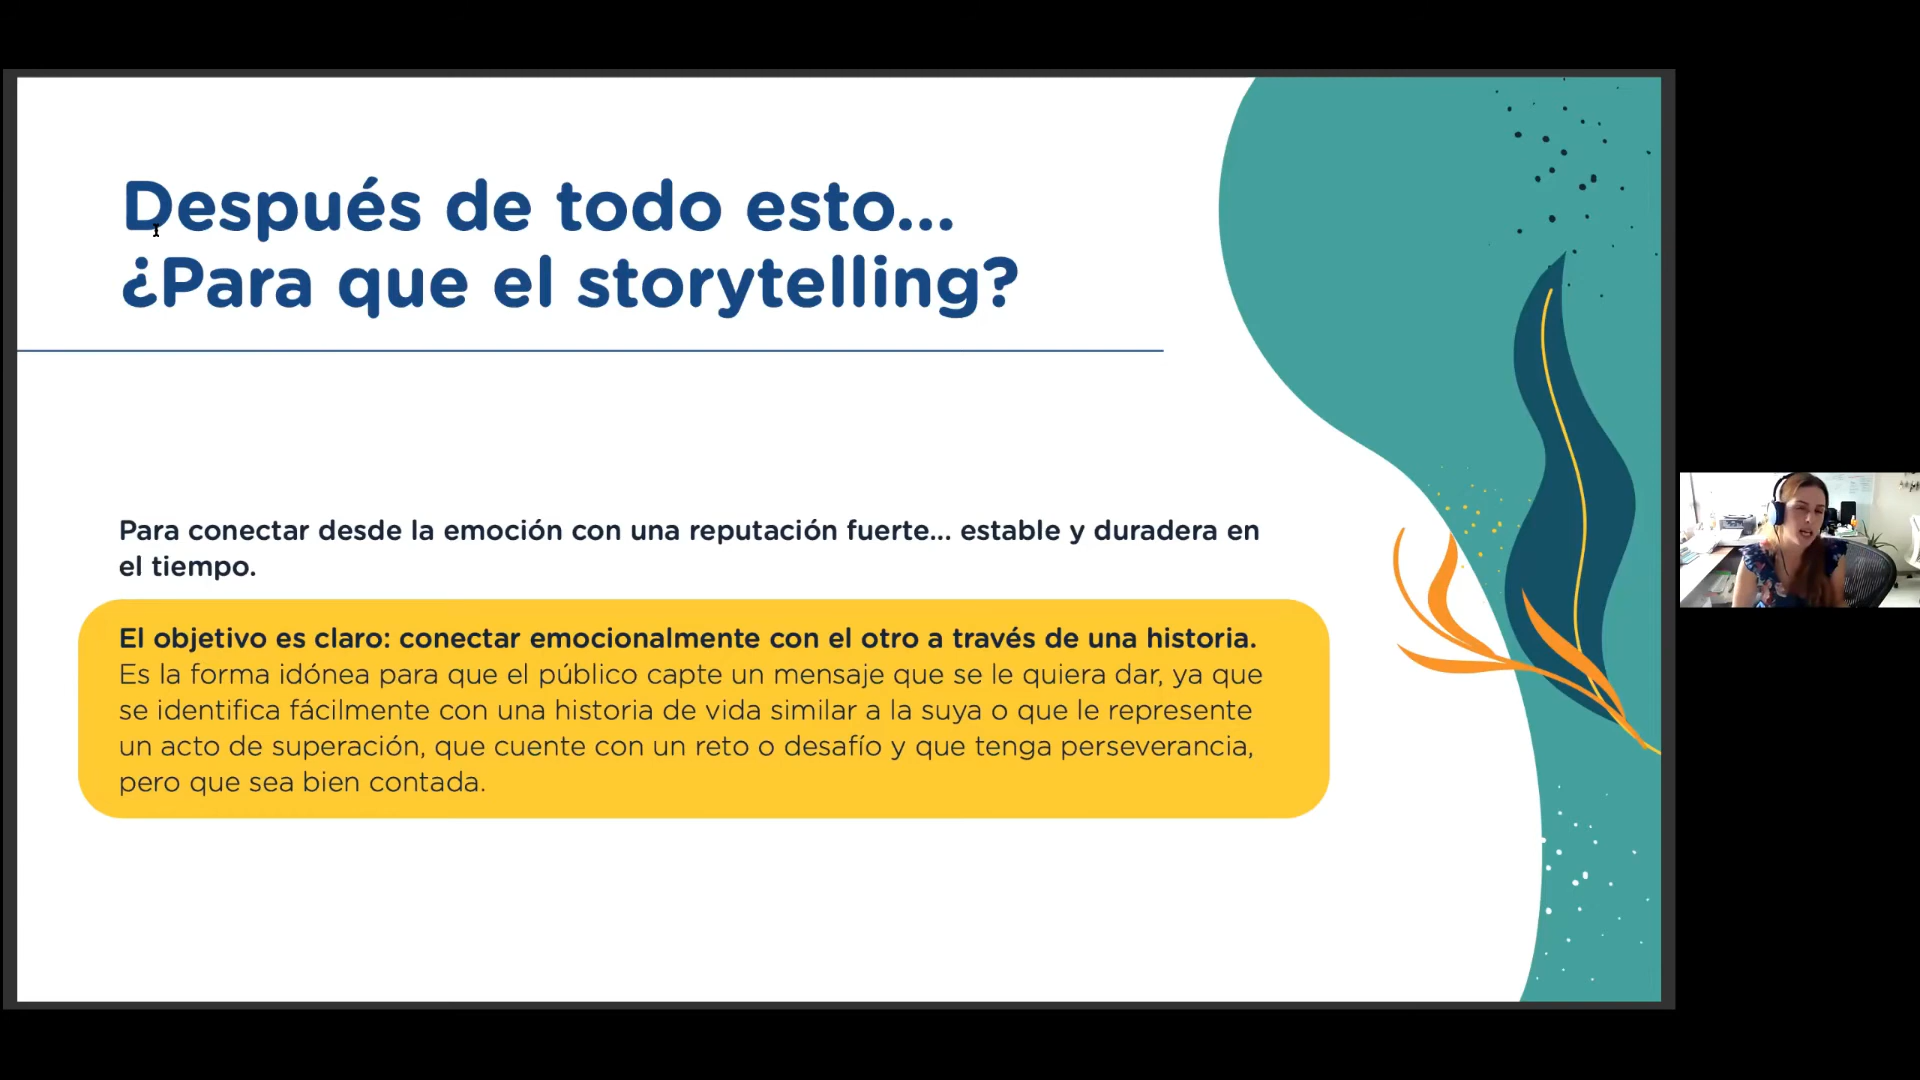 Después de todo esto...
¿Para que el storytelling?
Para conectar desde la emoción con una reputación fuerte... estable y duradera en
el tiempo.
El objetivo es claro: conectar emocionalmente con el otro a través de una historia.
Es la forma idónea para que el público capte un mensaje que se le quiera dar, ya que
se identifica fácilmente con una historia de vida similar a la suya o que le represente
un acto de superación, que cuente con un reto o desafío y que tenga perseverancia,
pero que sea bien contada.